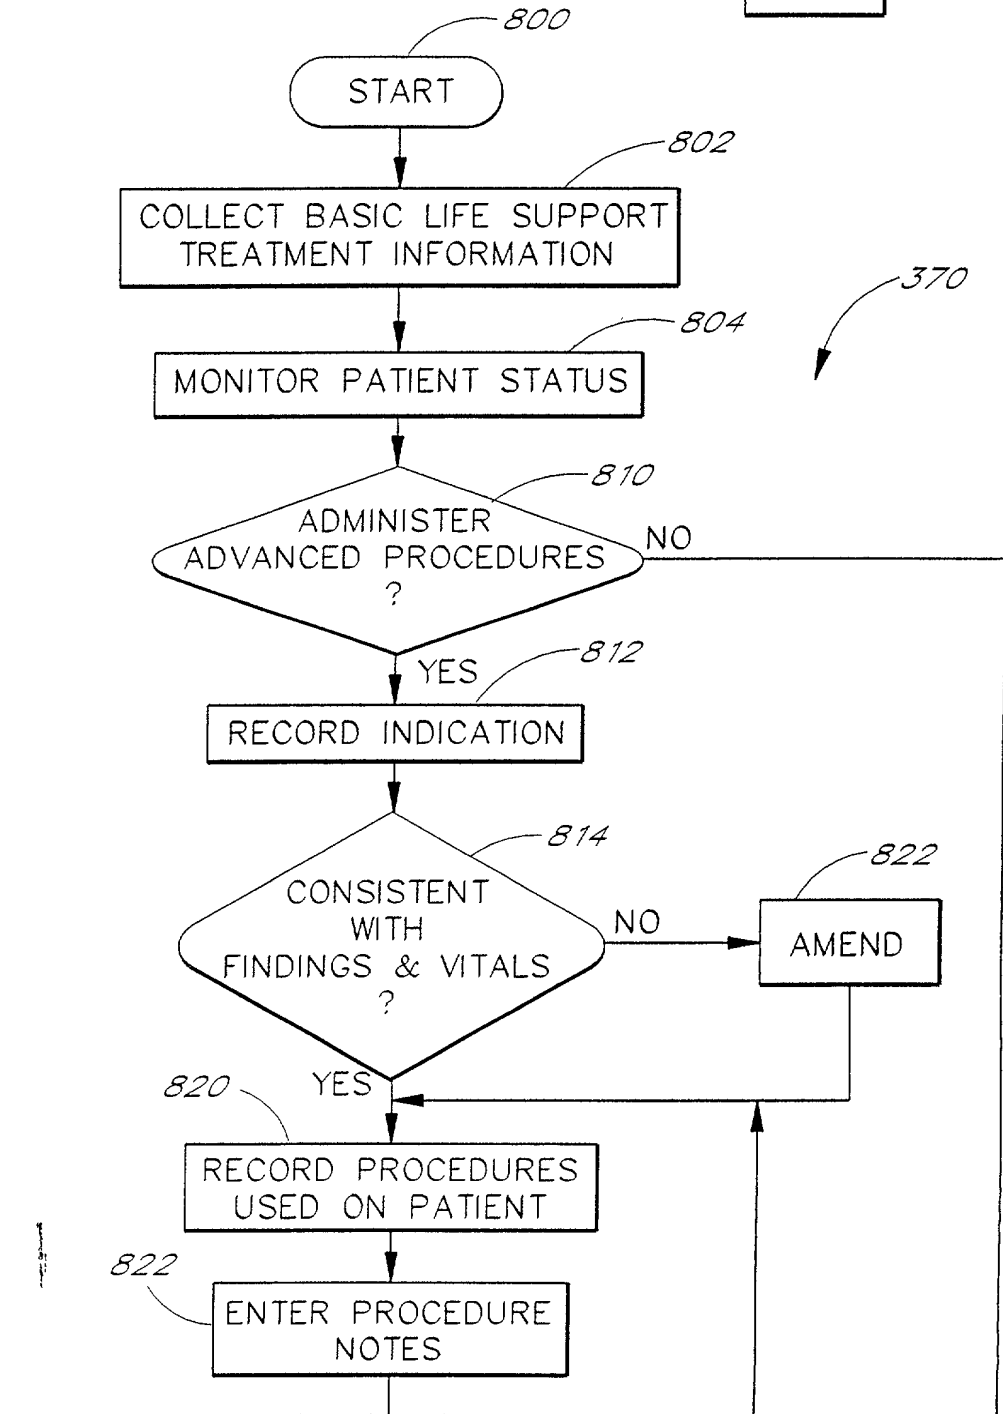 800
START
802
COLLECT BASIC LIFE SUPPORT
TREATMENT INFORMATION
370
804
MONITOR PATIENT STATUS
810
ADMINISTER
ADVANCED PROCEDURES
?
NO
YES
812
RECORD INDICATION
814
CONSISTENT
WITH
FINDINGS & VITALS
?
NO
822
AMEND
YES
820
RECORD PROCEDURES
USED ON PATIENT
822
ENTER PROCEDURE
NOTES